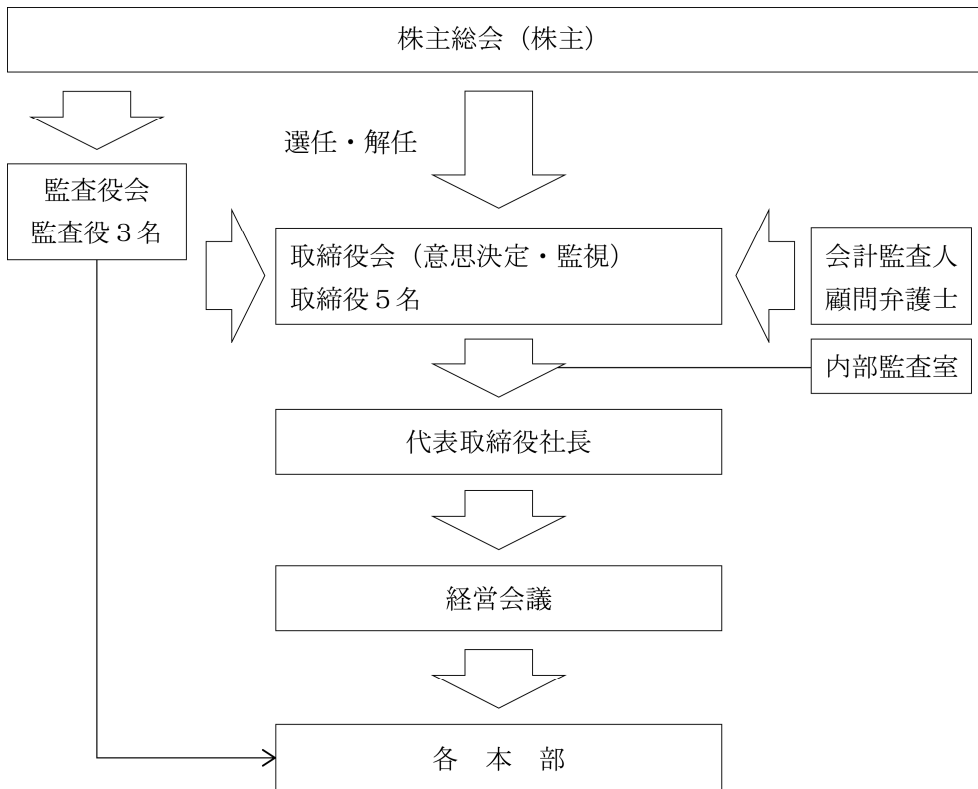 株主総会（株主）
選任・解任
監査役会
監査役３名
取締役会（意思決定・監視）
取締役５名
会計監査人
顧問弁護士
内部監査室
代表取締役社長
経営会議
各　本　部